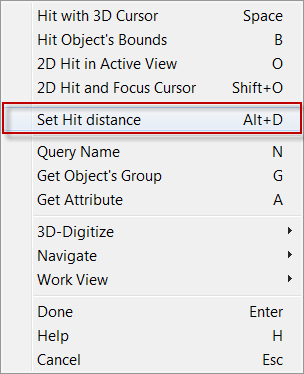 Hit with 3D Cursor Space
Hit Object's Bounds B
2D Hit in Active View O
2D Hit and Focus Cursor Shift+O
Set Hit distance Alt+D
Query Name N
Get Object's Group G
Get Attribute A
3D-Digitize
Navigate
Work View
Done Enter
Help H
Cancel Esc